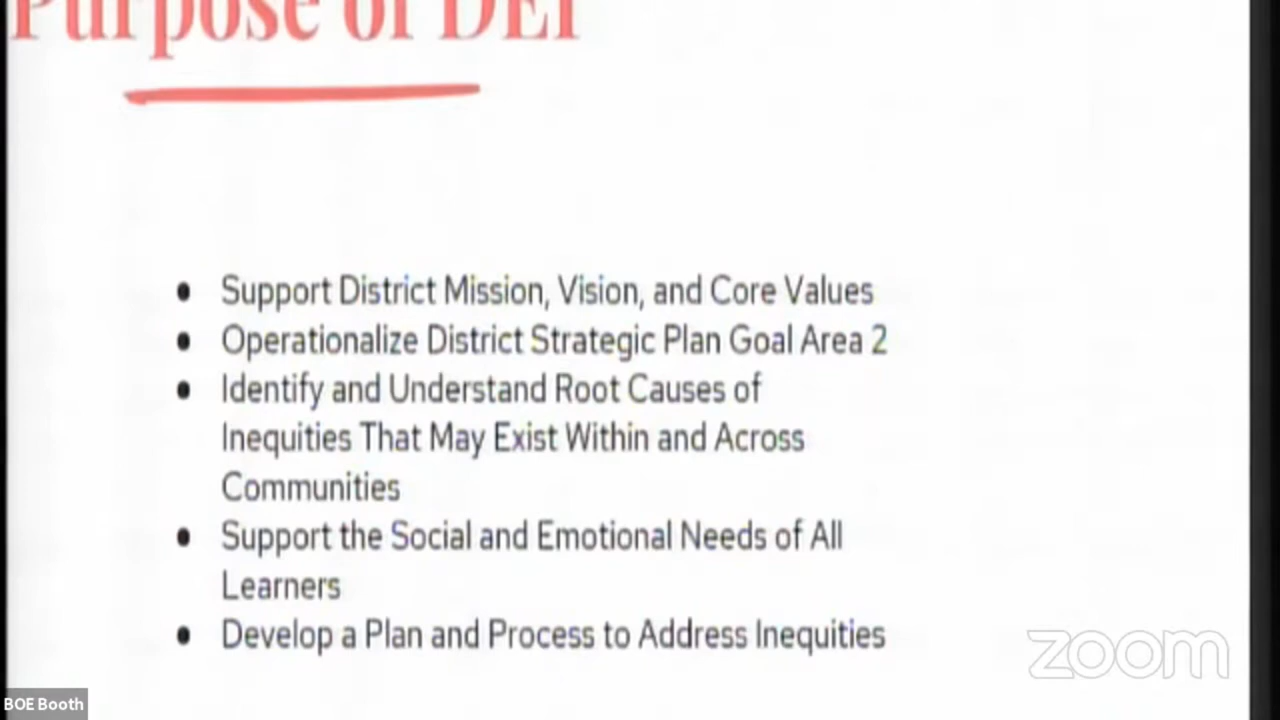 Purpose of DEI
● Support District Mission, Vision, and Core Values
● Operationalize District Strategic Plan Goal Area 2
● Identify and Understand Root Causes of
Inequities That May Exist Within and Across
Communities
● Support the Social and Emotional Needs of All
Learners
● Develop a Plan and Process to Address Inequities
zoom
BOE Booth